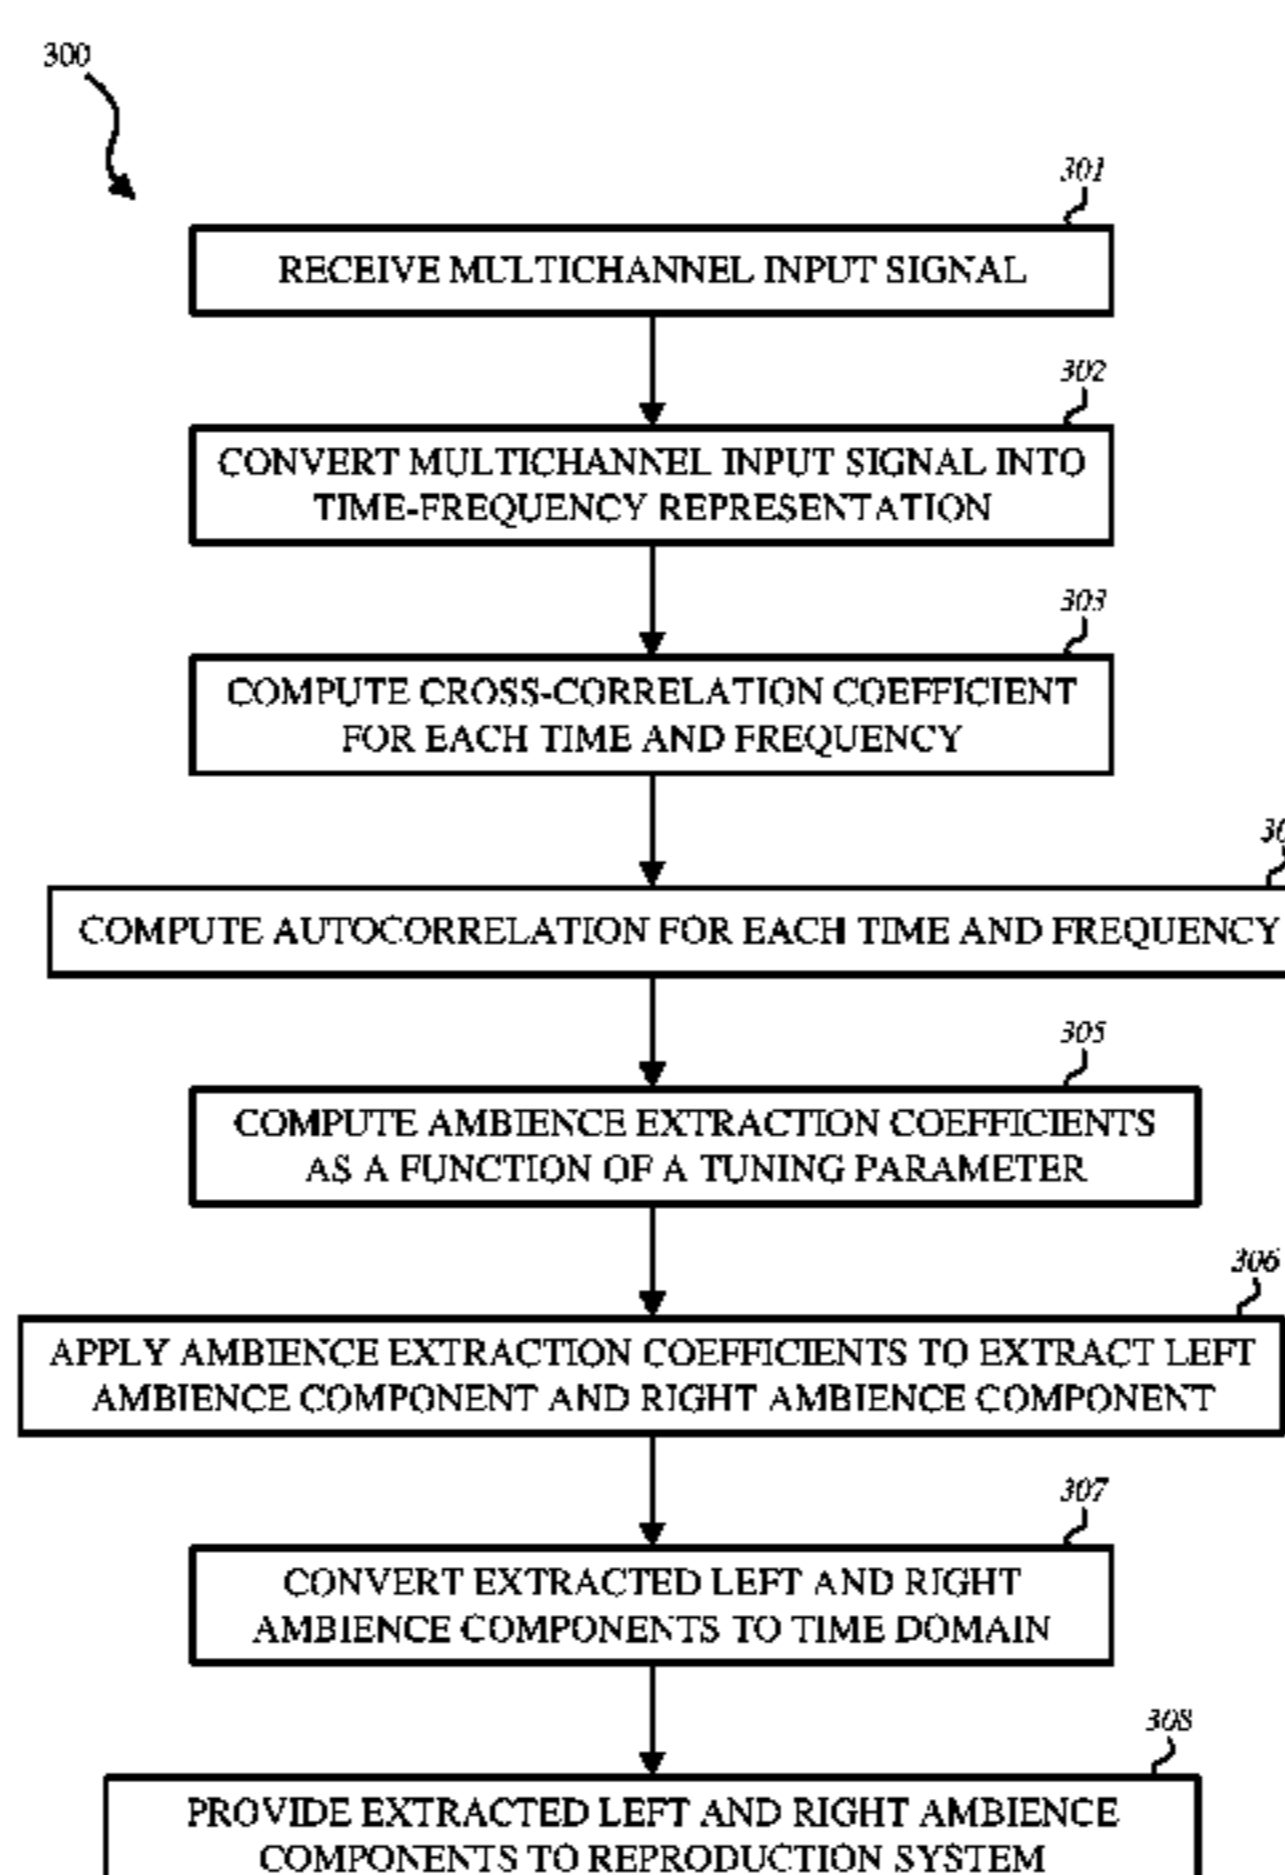 300
301
RECEIVE MULTICHANNEL INPUT SIGNAL
302
CONVERT MULTICHANNEL INPUT SIGNAL INTO
TIME-FREQUENCY REPRESENTATION
303
COMPUTE CROSS-CORRELATION COEFFICIENT
FOR EACH TIME AND FREQUENCY
COMPUTE AUTOCORRELATION FOR EACH TIME AND FREQUENCY
305
COMPUTE AMBIENCE EXTRACTION COEFFICIENTS
AS A FUNCTION OF A TUNING PARAMETER
306
APPLY AMBIENCE EXTRACTION COEFFICIENTS TO EXTRACT LEFT
AMBIENCE COMPONENT AND RIGHT AMBIENCE COMPONENT
307
CONVERT EXTRACTED LEFT AND RIGHT
AMBIENCE COMPONENTS TO TIME DOMAIN
308
PROVIDE EXTRACTED LEFT AND RIGHT AMBIENCE
COMPONENTS TO REPRODUCTION SYSTEM